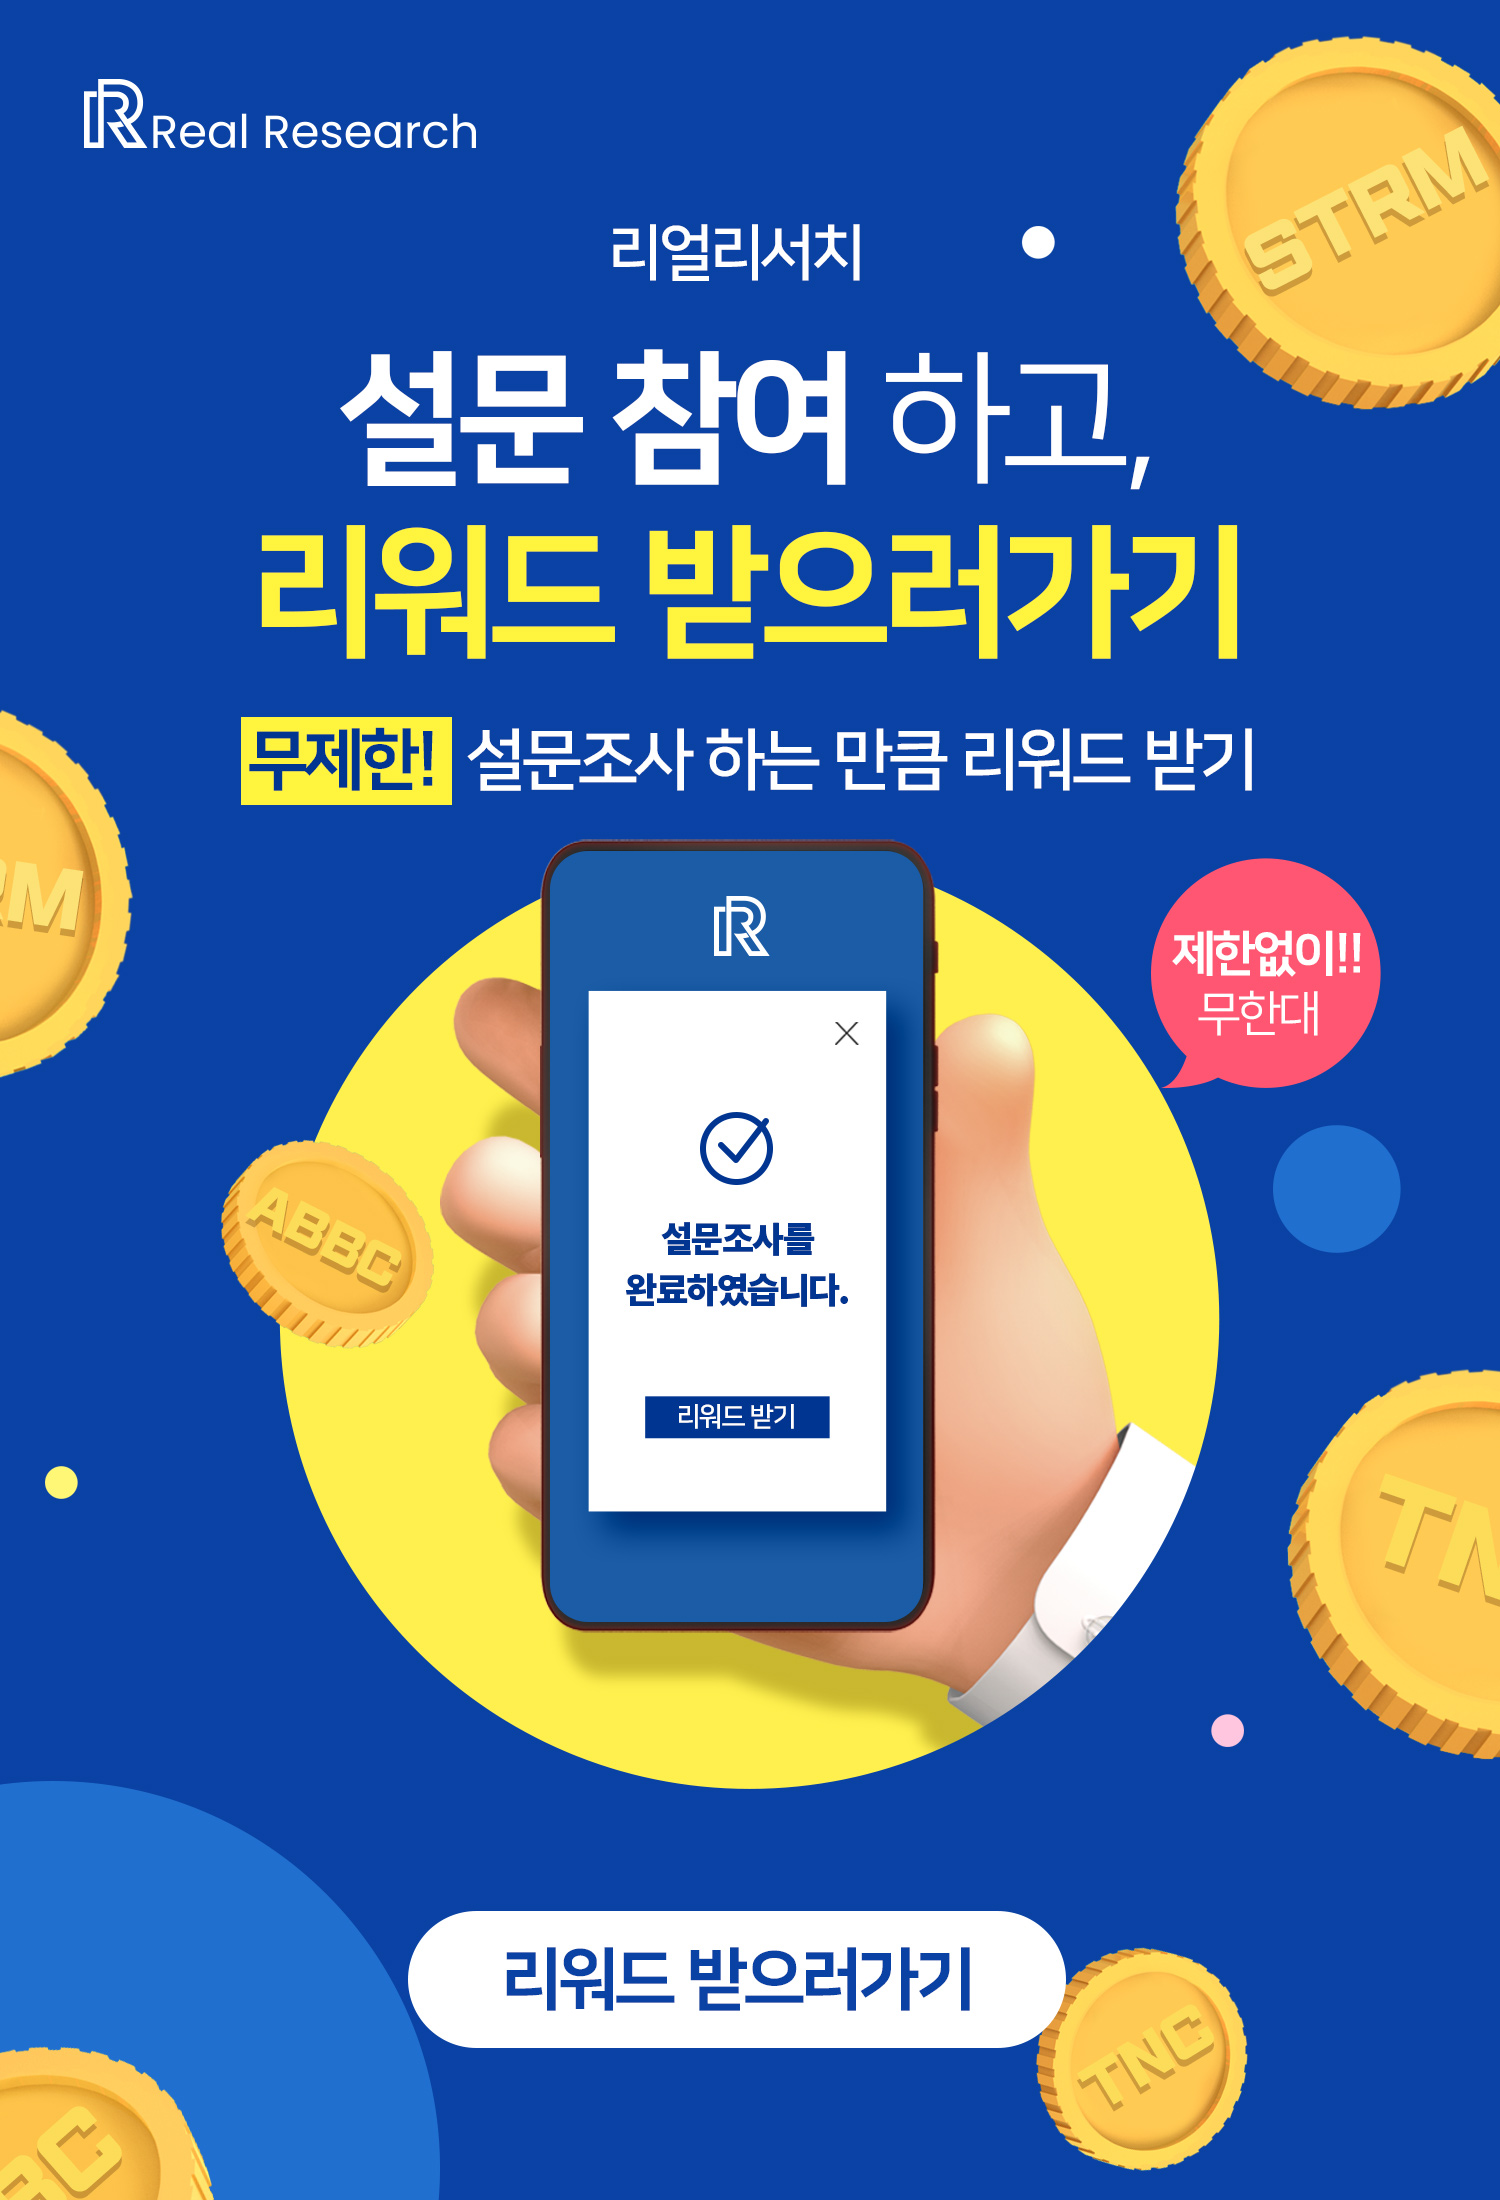 Real Research
STRM
리얼리서치
설문 참여 하고,
리워드 받으러가기
무제한! 설문조사 하는 만큼 리워드 받기
RM
제한없이!!
무한대
ABBC
설문조사를
완료하였습니다.
리워드 받기
TN
리워드 받으러가기
TNC
BC